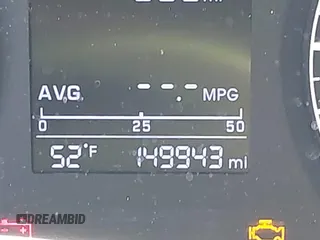 AVG. --.- MPG
0 25 50
52°F 149943 mi
DREAMBID